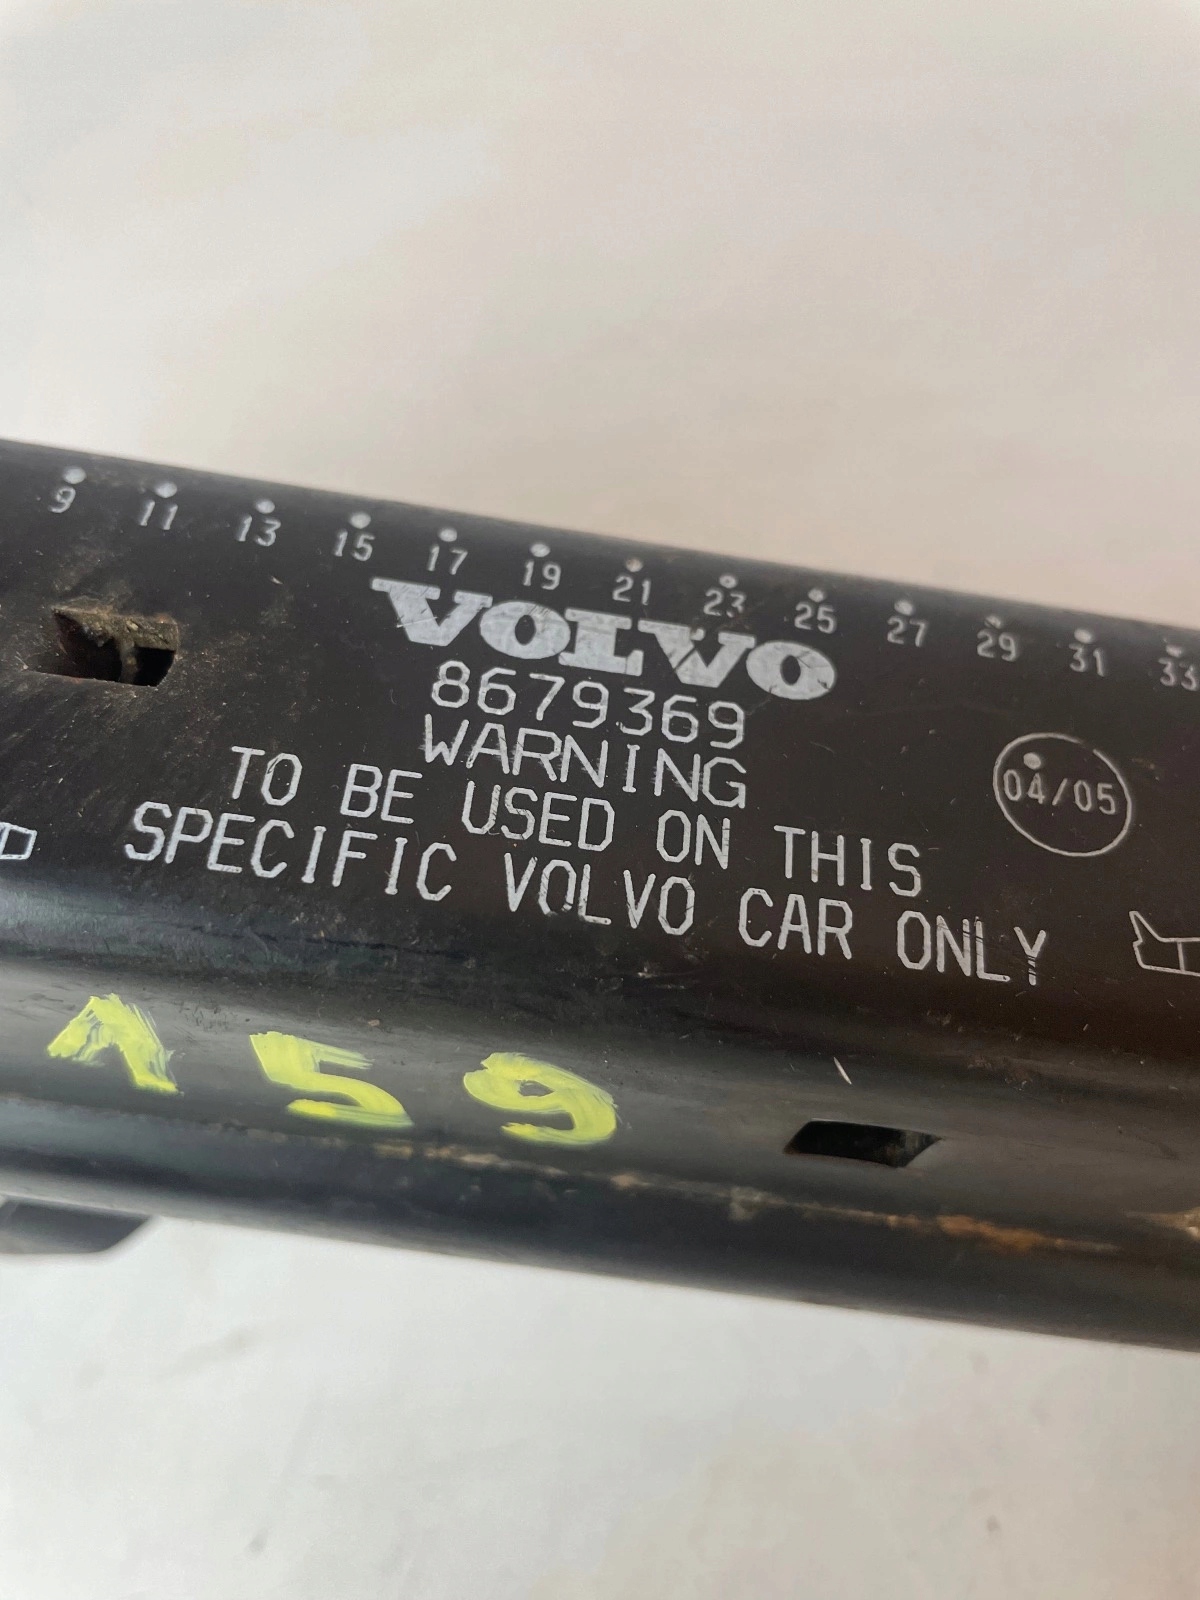 9 11 13 15 17 19 21 23 25 27 29 31 33
VOLVO
8679369
WARNING
TO BE USED ON THIS
SPECIFIC VOLVO CAR ONLY
04/05
159